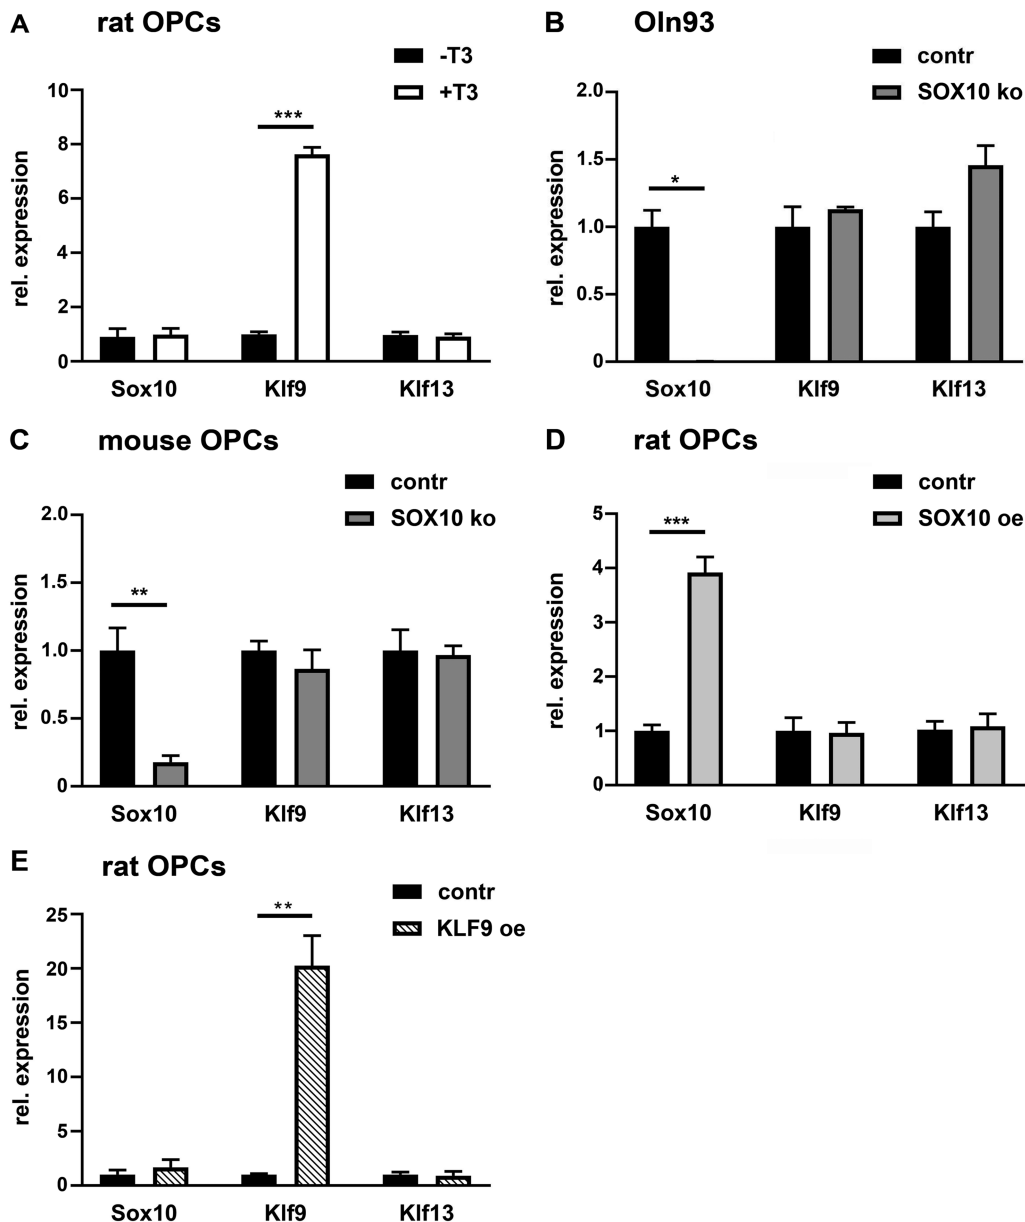 A rat OPCs
-T3
+T3
rel. expression
10
8
6
4
2
0
***
Sox10 Klf9 Klf13
B Oln93
contr
SOX10 ko
rel. expression
2.0
1.5
1.0
0.5
0
*
Sox10 Klf9 Klf13
C mouse OPCs
contr
SOX10 ko
rel. expression
2.0
1.5
1.0
0.5
0
**
Sox10 Klf9 Klf13
D rat OPCs
contr
SOX10 oe
rel. expression
5
4
3
2
1
0
***
Sox10 Klf9 Klf13
E rat OPCs
contr
KLF9 oe
rel. expression
25
20
15
10
5
0
**
Sox10 Klf9 Klf13